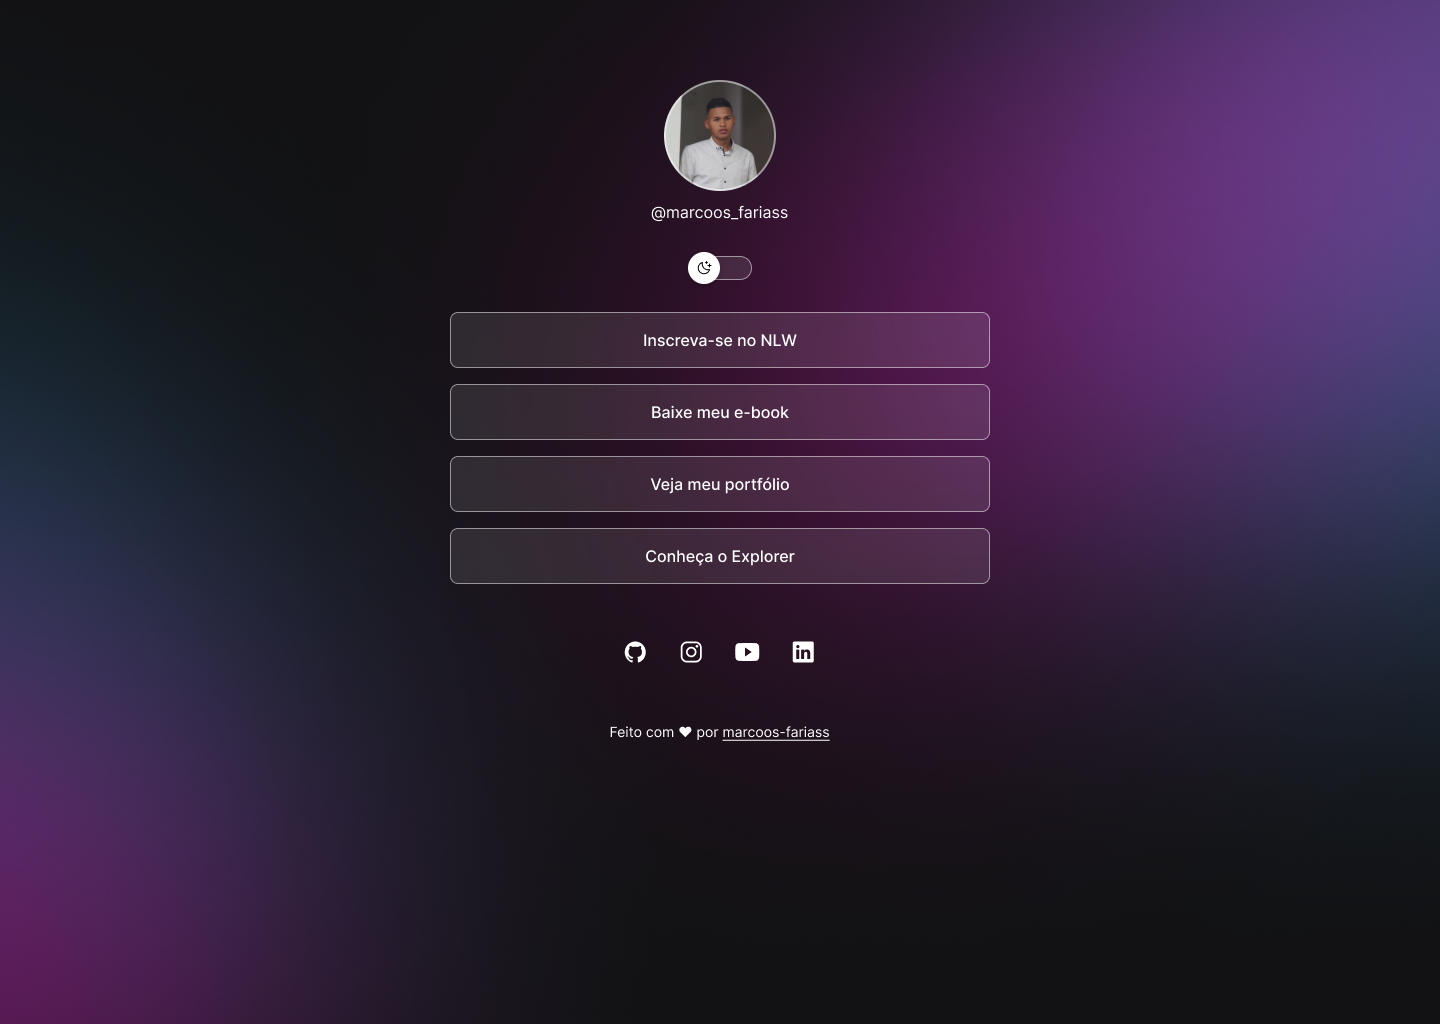 @marcoos_fariass
Inscreva-se no NLW
Baixe meu e-book
Veja meu portfólio
Conheça o Explorer
Feito com ♥ por marcoos-fariass